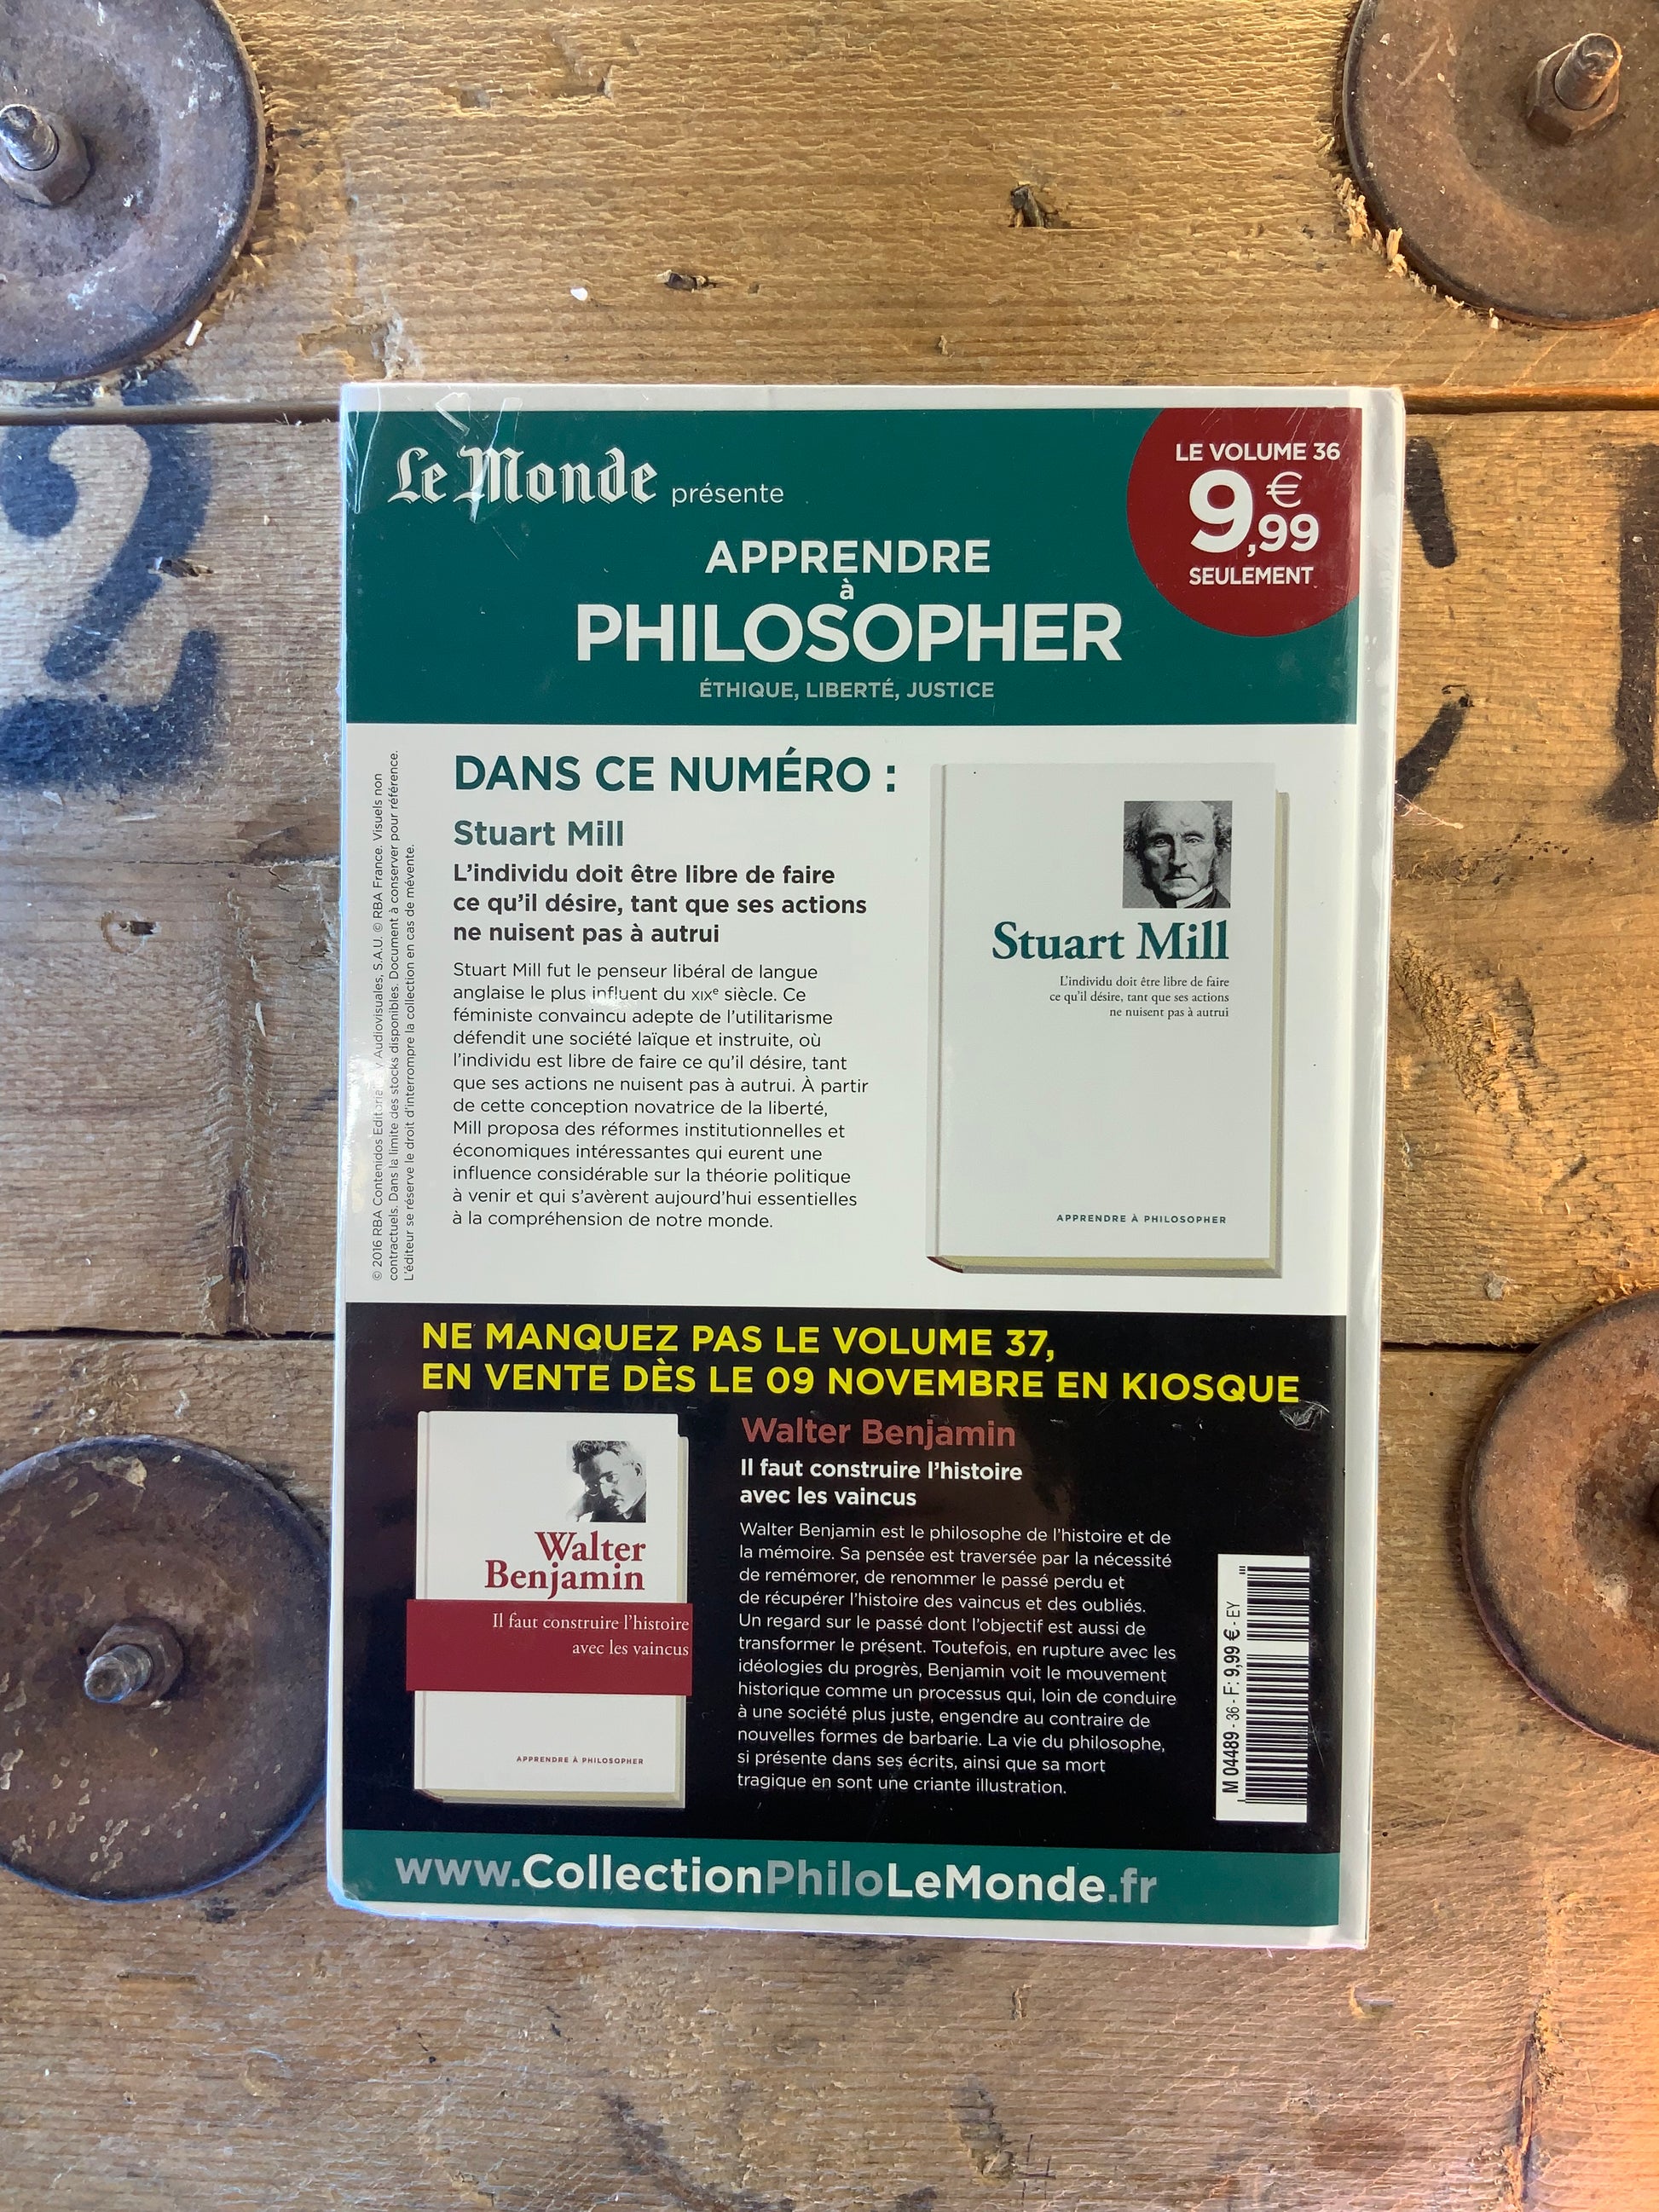 Le Monde présente
LE VOLUME 36
9,99 €
SEULEMENT
APPRENDRE
à
PHILOSOPHER
ÉTHIQUE, LIBERTÉ, JUSTICE
DANS CE NUMÉRO :
Stuart Mill
L'individu doit être libre de faire
ce qu'il désire, tant que ses actions
ne nuisent pas à autrui
Stuart Mill fut le penseur libéral de langue
anglaise le plus influent du XIXe siècle. Ce
féministe convaincu adepte de l'utilitarisme
défendit une société laïque et instruite, où
l'individu est libre de faire ce qu'il désire, tant
que ses actions ne nuisent pas à autrui. À partir
de cette conception novatrice de la liberté,
Mill proposa des réformes institutionnelles et
économiques intéressantes qui eurent une
influence considérable sur la théorie politique
à venir et qui s'avèrent aujourd'hui essentielles
à la compréhension de notre monde.
Stuart Mill
L'individu doit être libre de faire
ce qu'il désire, tant que ses actions
ne nuisent pas à autrui
APPRENDRE À PHILOSOPHER
© 2016 RBA Contenidos Editoriales y Audiovisuales, S.A.U. © RBA France. Visuels non
contractuels. Dans la limite des stocks disponibles. Document à conserver pour référence.
L'éditeur se réserve le droit d'interrompre la collection en cas de mévente.
NE MANQUEZ PAS LE VOLUME 37,
EN VENTE DÈS LE 09 NOVEMBRE EN KIOSQUE
Walter
Benjamin
Il faut construire l'histoire
avec les vaincus
APPRENDRE À PHILOSOPHER
Walter Benjamin
Il faut construire l'histoire
avec les vaincus
Walter Benjamin est le philosophe de l'histoire et de
la mémoire. Sa pensée est traversée par la nécessité
de remémorer, de renommer le passé perdu et
de récupérer l'histoire des vaincus et des oubliés.
Un regard sur le passé dont l'objectif est aussi de
transformer le présent. Toutefois, en rupture avec les
idéologies du progrès, Benjamin voit le mouvement
historique comme un processus qui, loin de conduire
à une société plus juste, engendre au contraire de
nouvelles formes de barbarie. La vie du philosophe,
si présente dans ses écrits, ainsi que sa mort
tragique en sont une criante illustration.
M 04489 - 36 - F: 9,99 € - EY
www.CollectionPhiloLeMonde.fr
2